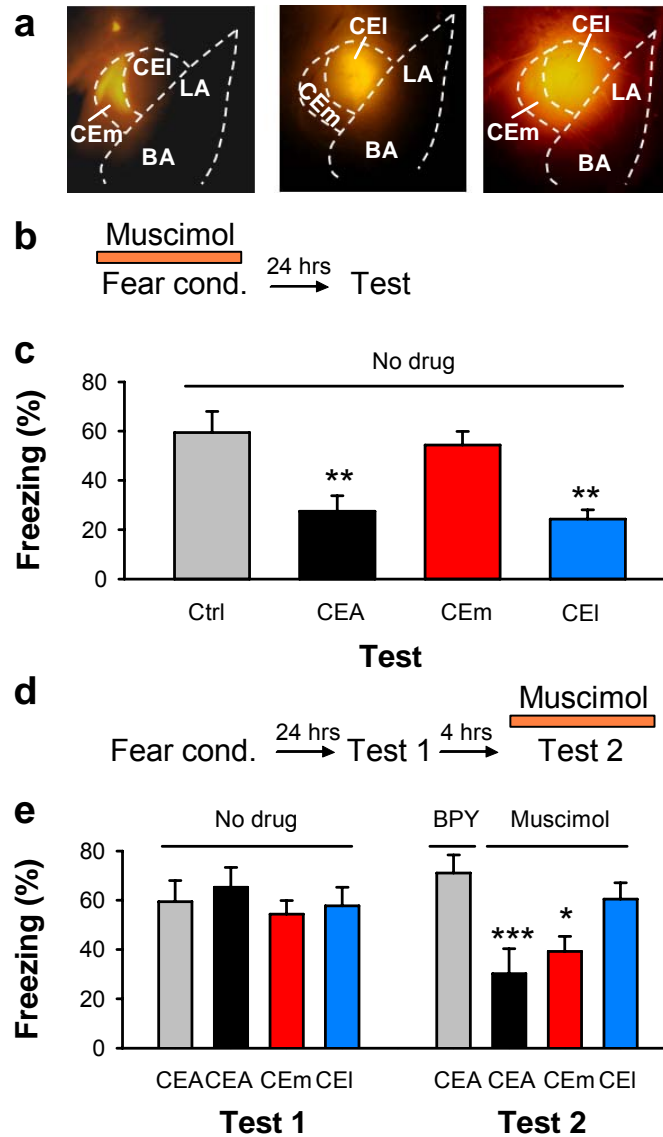 a
CEl
LA
CEm
BA
CEl
LA
CEm
BA
CEl
LA
CEm
BA
b
Muscimol
Fear cond.
24 hrs
Test
c
No drug
Freezing (%)
80
60
40
20
0
**
**
Ctrl
CEA
CEm
CEl
Test
d
Muscimol
Fear cond.
24 hrs
Test 1
4 hrs
Test 2
e
No drug
BPY
Muscimol
Freezing (%)
80
60
40
20
0
***
*
CEA CEA CEm CEl
CEA CEA CEm CEl
Test 1
Test 2